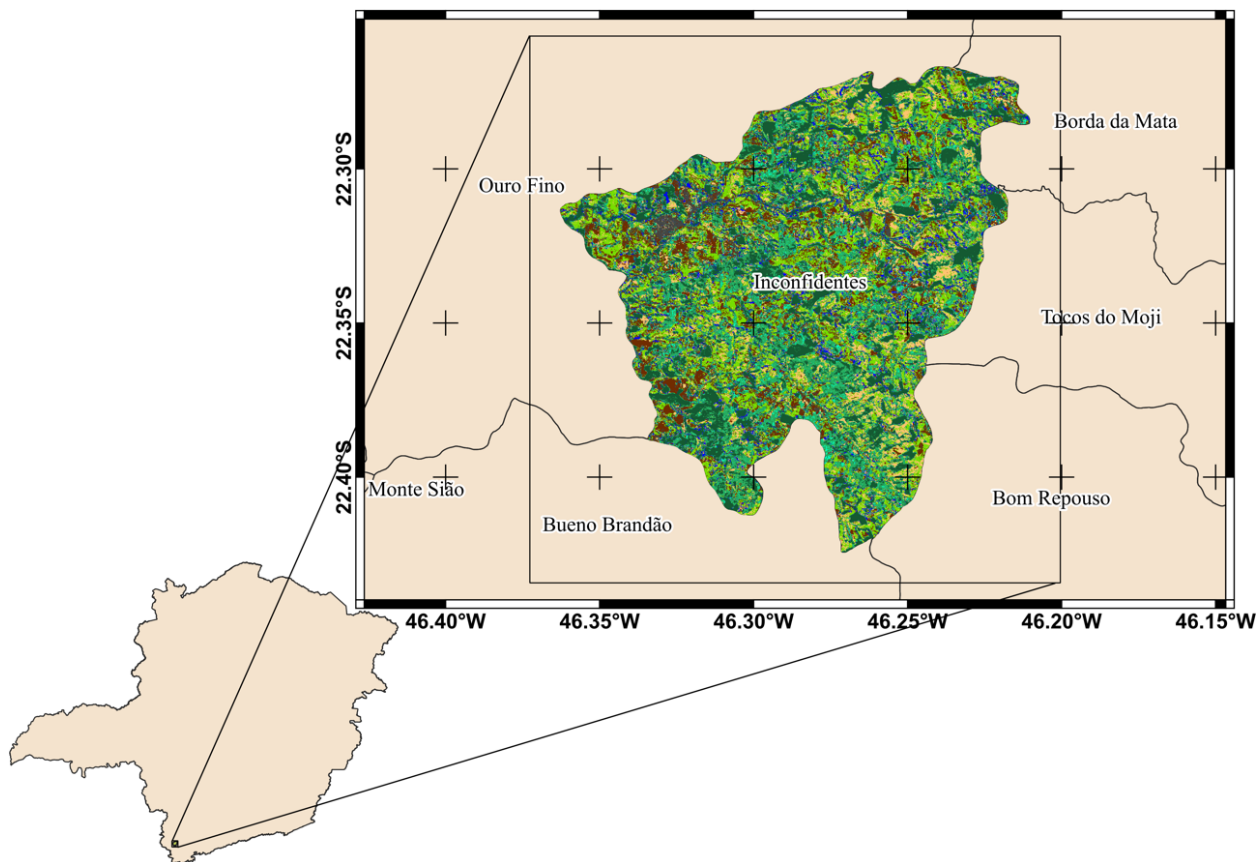 Borda da Mata
22.30°S
Ouro Fino
Inconfidentes
22.35°S
Tocos do Moji
22.40°S
Monte Sião
Bom Repouso
Bueno Brandão
46.40°W
46.35°W
46.30°W
46.25°W
46.20°W
46.15°W